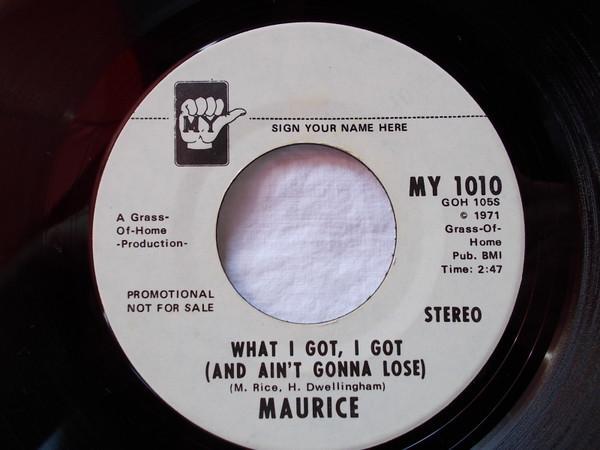 MY
SIGN YOUR NAME HERE
MY 1010
GOH 105S
© 1971
Grass-Of-
Home
Pub. BMI
Time: 2:47
A Grass-
Of-Home
-Production-
PROMOTIONAL
NOT FOR SALE
STEREO
WHAT I GOT, I GOT
(AND AIN'T GONNA LOSE)
(M. Rice, H. Dwellingham)
MAURICE